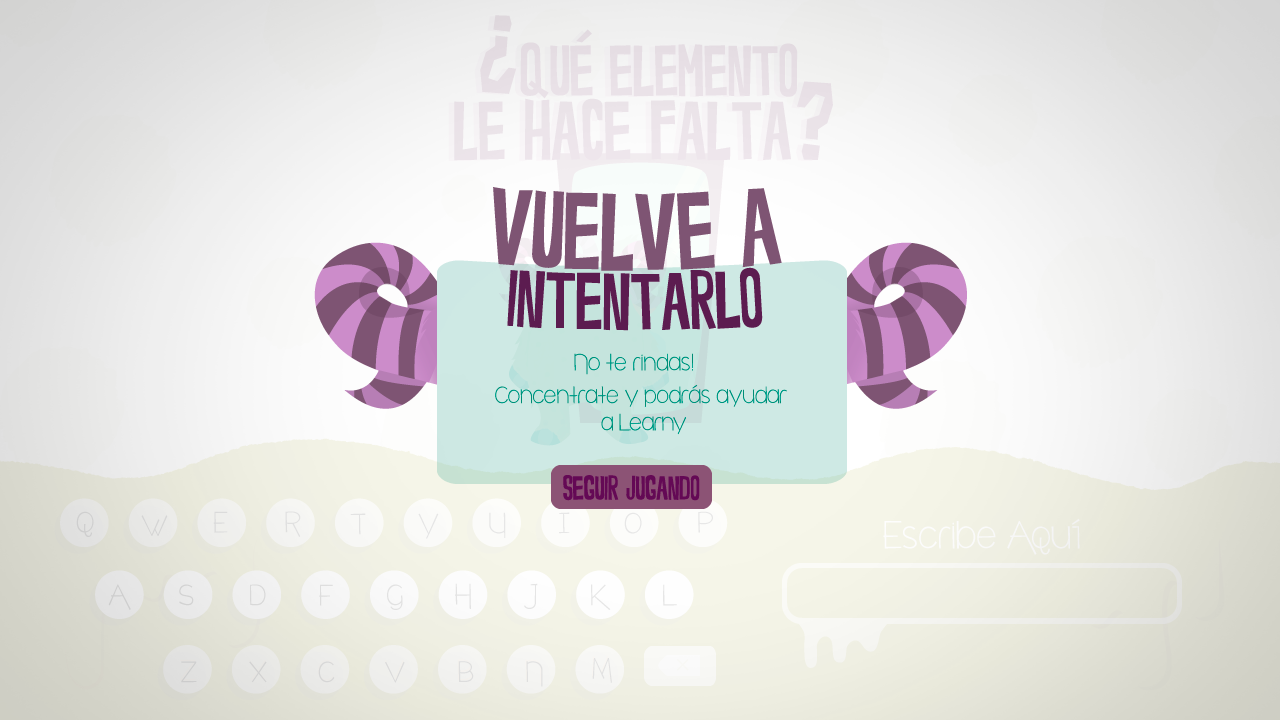 ¿QUÉ ELEMENTO
LE HACE FALTA?
VUELVE A
INTENTARLO
No te rindas!
Concentrate y podrás ayudar
a Learny
SEGUIR JUGANDO
Q W E R T Y U I O P
Escribe Aquí
A S D F G H J K L
Z X C V B N M